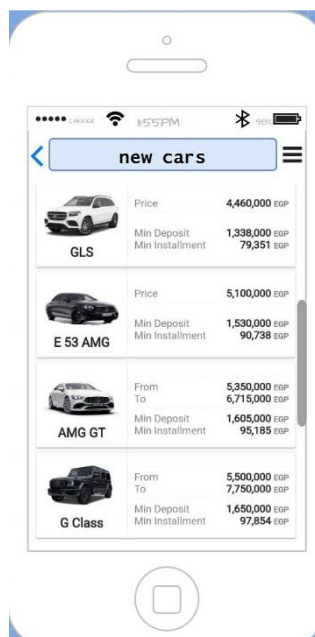 CARRIER 8:55PM 98%
new cars
Price 4,460,000 EGP
Min Deposit 1,338,000 EGP
Min Installment 79,351 EGP
GLS
Price 5,100,000 EGP
Min Deposit 1,530,000 EGP
Min Installment 90,738 EGP
E 53 AMG
From 5,350,000 EGP
To 6,715,000 EGP
Min Deposit 1,605,000 EGP
Min Installment 95,185 EGP
AMG GT
From 5,500,000 EGP
To 7,750,000 EGP
Min Deposit 1,650,000 EGP
Min Installment 97,854 EGP
G Class